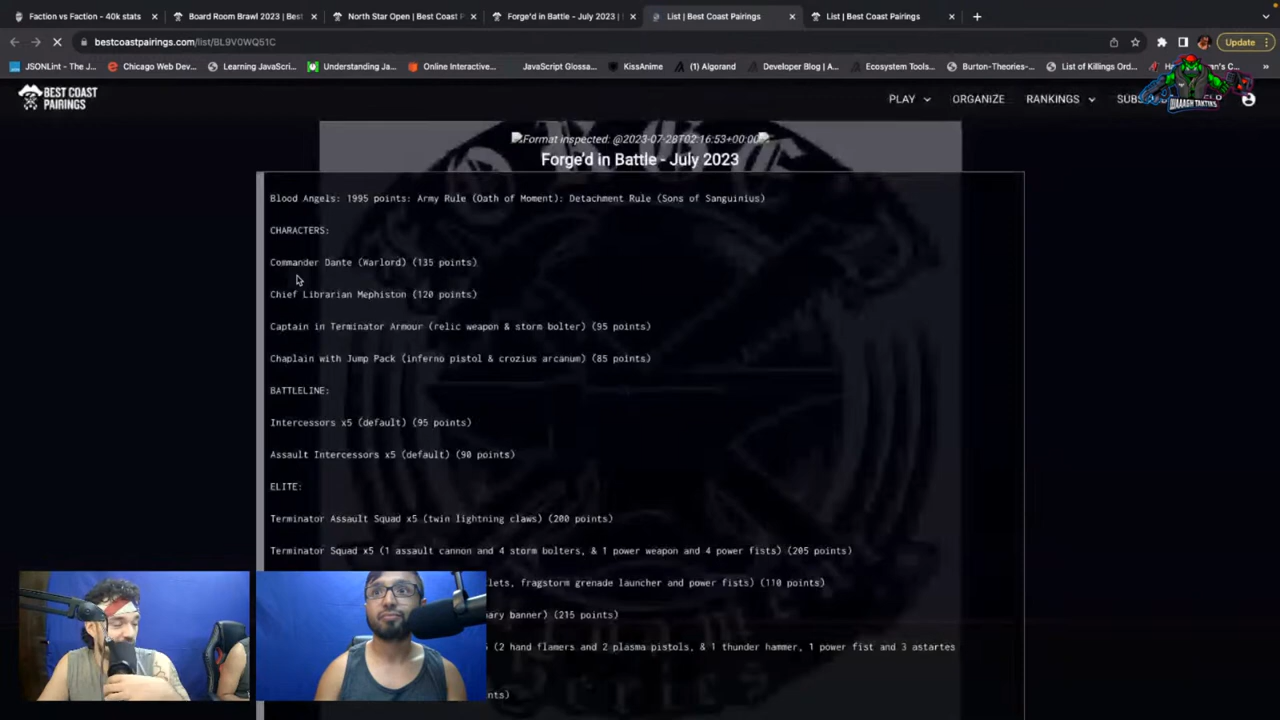 Faction vs Faction - 40k stats
Board Room Brawl 2023 | Best
North Star Open | Best Coast P
Forge'd in Battle - July 2023 |
List | Best Coast Pairings
List | Best Coast Pairings
bestcoastpairings.com/list/BL9V0WQ51C
Update
JSONLint - The J...
Chicago Web Dev...
Learning JavaScri...
Understanding Ja...
Online Interactive...
JavaScript Glossa...
KissAnime
(1) Algorand
Developer Blog | A...
Ecosystem Tools...
Burton-Theories-...
List of Killings Ord...
BEST COAST
PAIRINGS
PLAY
ORGANIZE
RANKINGS
Format inspected: @2023-07-28T02:16:53+00:00
Forge'd in Battle - July 2023
Blood Angels: 1995 points: Army Rule (Oath of Moment): Detachment Rule (Sons of Sanguinius)
CHARACTERS:
Commander Dante (Warlord) (135 points)
Chief Librarian Mephiston (120 points)
Captain in Terminator Armour (relic weapon & storm bolter) (95 points)
Chaplain with Jump Pack (inferno pistol & crozius arcanum) (85 points)
BATTLELINE:
Intercessors x5 (default) (95 points)
Assault Intercessors x5 (default) (90 points)
ELITE:
Terminator Assault Squad x5 (twin lightning claws) (200 points)
Terminator Squad x5 (1 assault cannon and 4 storm bolters, & 1 power weapon and 4 power fists) (205 points)
lets, fragstorm grenade launcher and power fists) (110 points)
ary banner) (215 points)
(2 hand flamers and 2 plasma pistols, & 1 thunder hammer, 1 power fist and 3 astartes
nts)